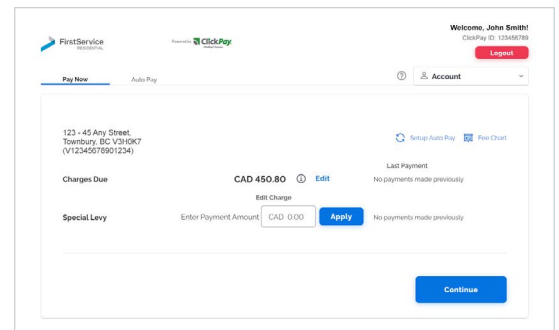 Welcome, John Smith!
FirstService
RESIDENTIAL
Powered by ClickPay
ClickPay ID: 123456789
Logout
Pay Now Auto Pay
? Account
123 - 45 Any Street,
Townbury, BC V3H0K7
(V12345678901234)
Setup Auto Pay Fee Chart
Last Payment
Charges Due CAD 450.80 i Edit No payments made previously
Edit Charge
Special Levy Enter Payment Amount CAD 0.00 Apply No payments made previously
Continue